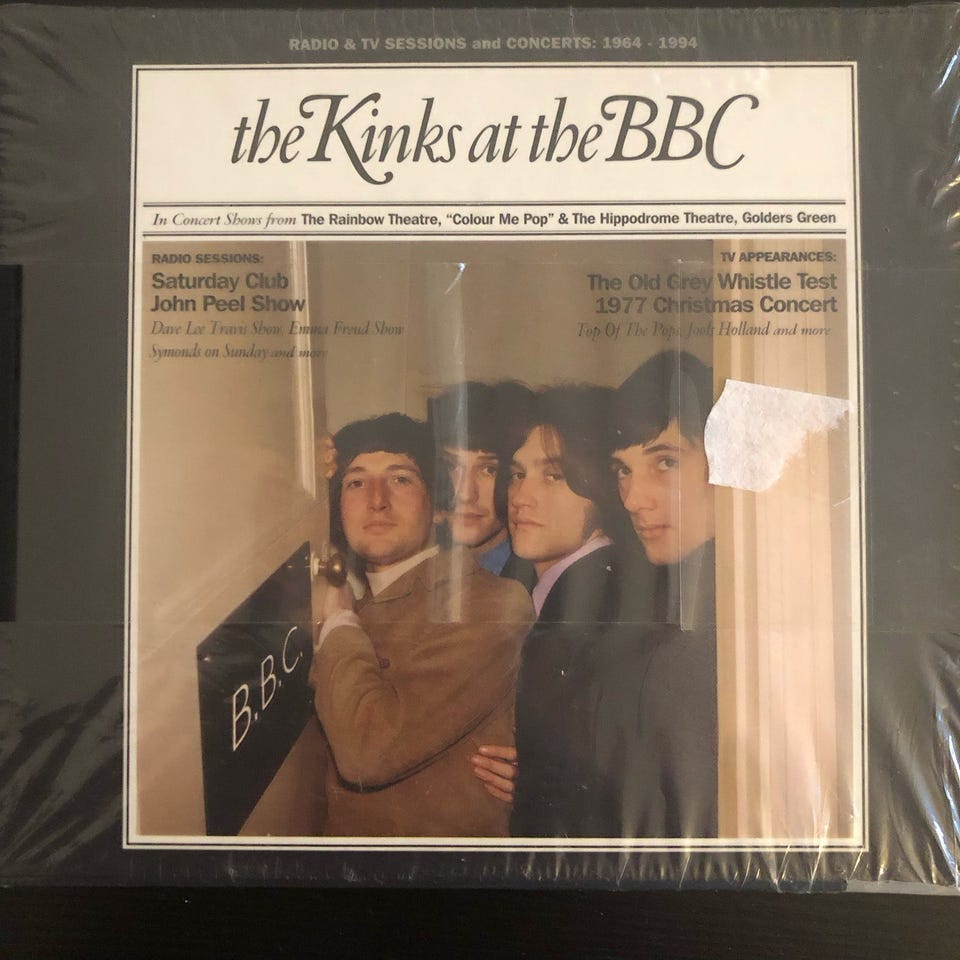 RADIO & TV SESSIONS and CONCERTS: 1964 - 1994
the Kinks at the BBC
In Concert Shows from The Rainbow Theatre, “Colour Me Pop” & The Hippodrome Theatre, Golders Green
RADIO SESSIONS:
Saturday Club
John Peel Show
Dave Lee Travis Show, Emma Freud Show
Symonds on Sunday and more
TV APPEARANCES:
The Old Grey Whistle Test
1977 Christmas Concert
Top Of The Pops, Jools Holland and more
B.B.C.